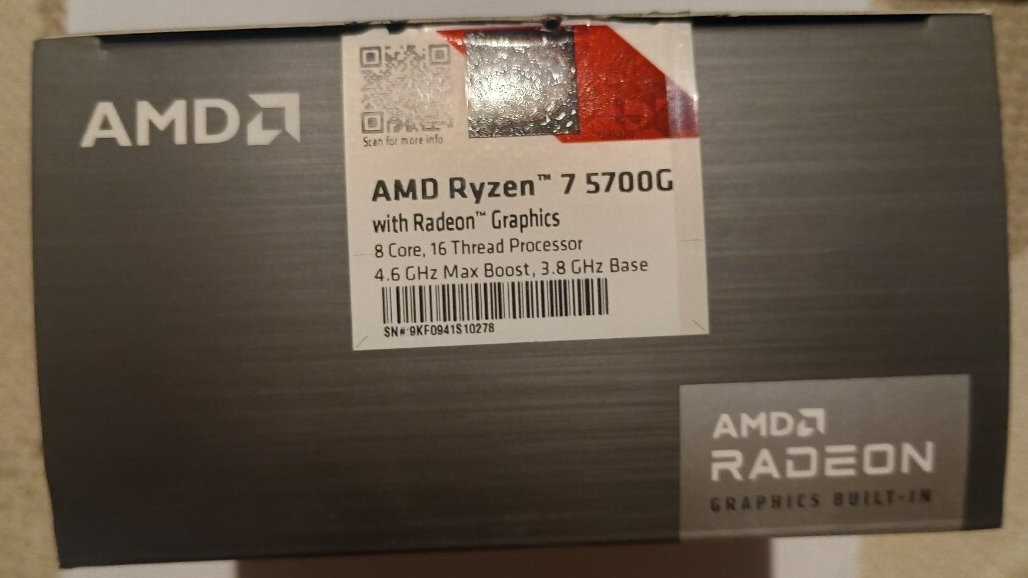 AMD
Scan for more info
AMD Ryzen™ 7 5700G
with Radeon™ Graphics
8 Core, 16 Thread Processor
4.6 GHz Max Boost, 3.8 GHz Base
SN#:9KF0941S10278
AMD
RADEON
GRAPHICS BUILT-IN